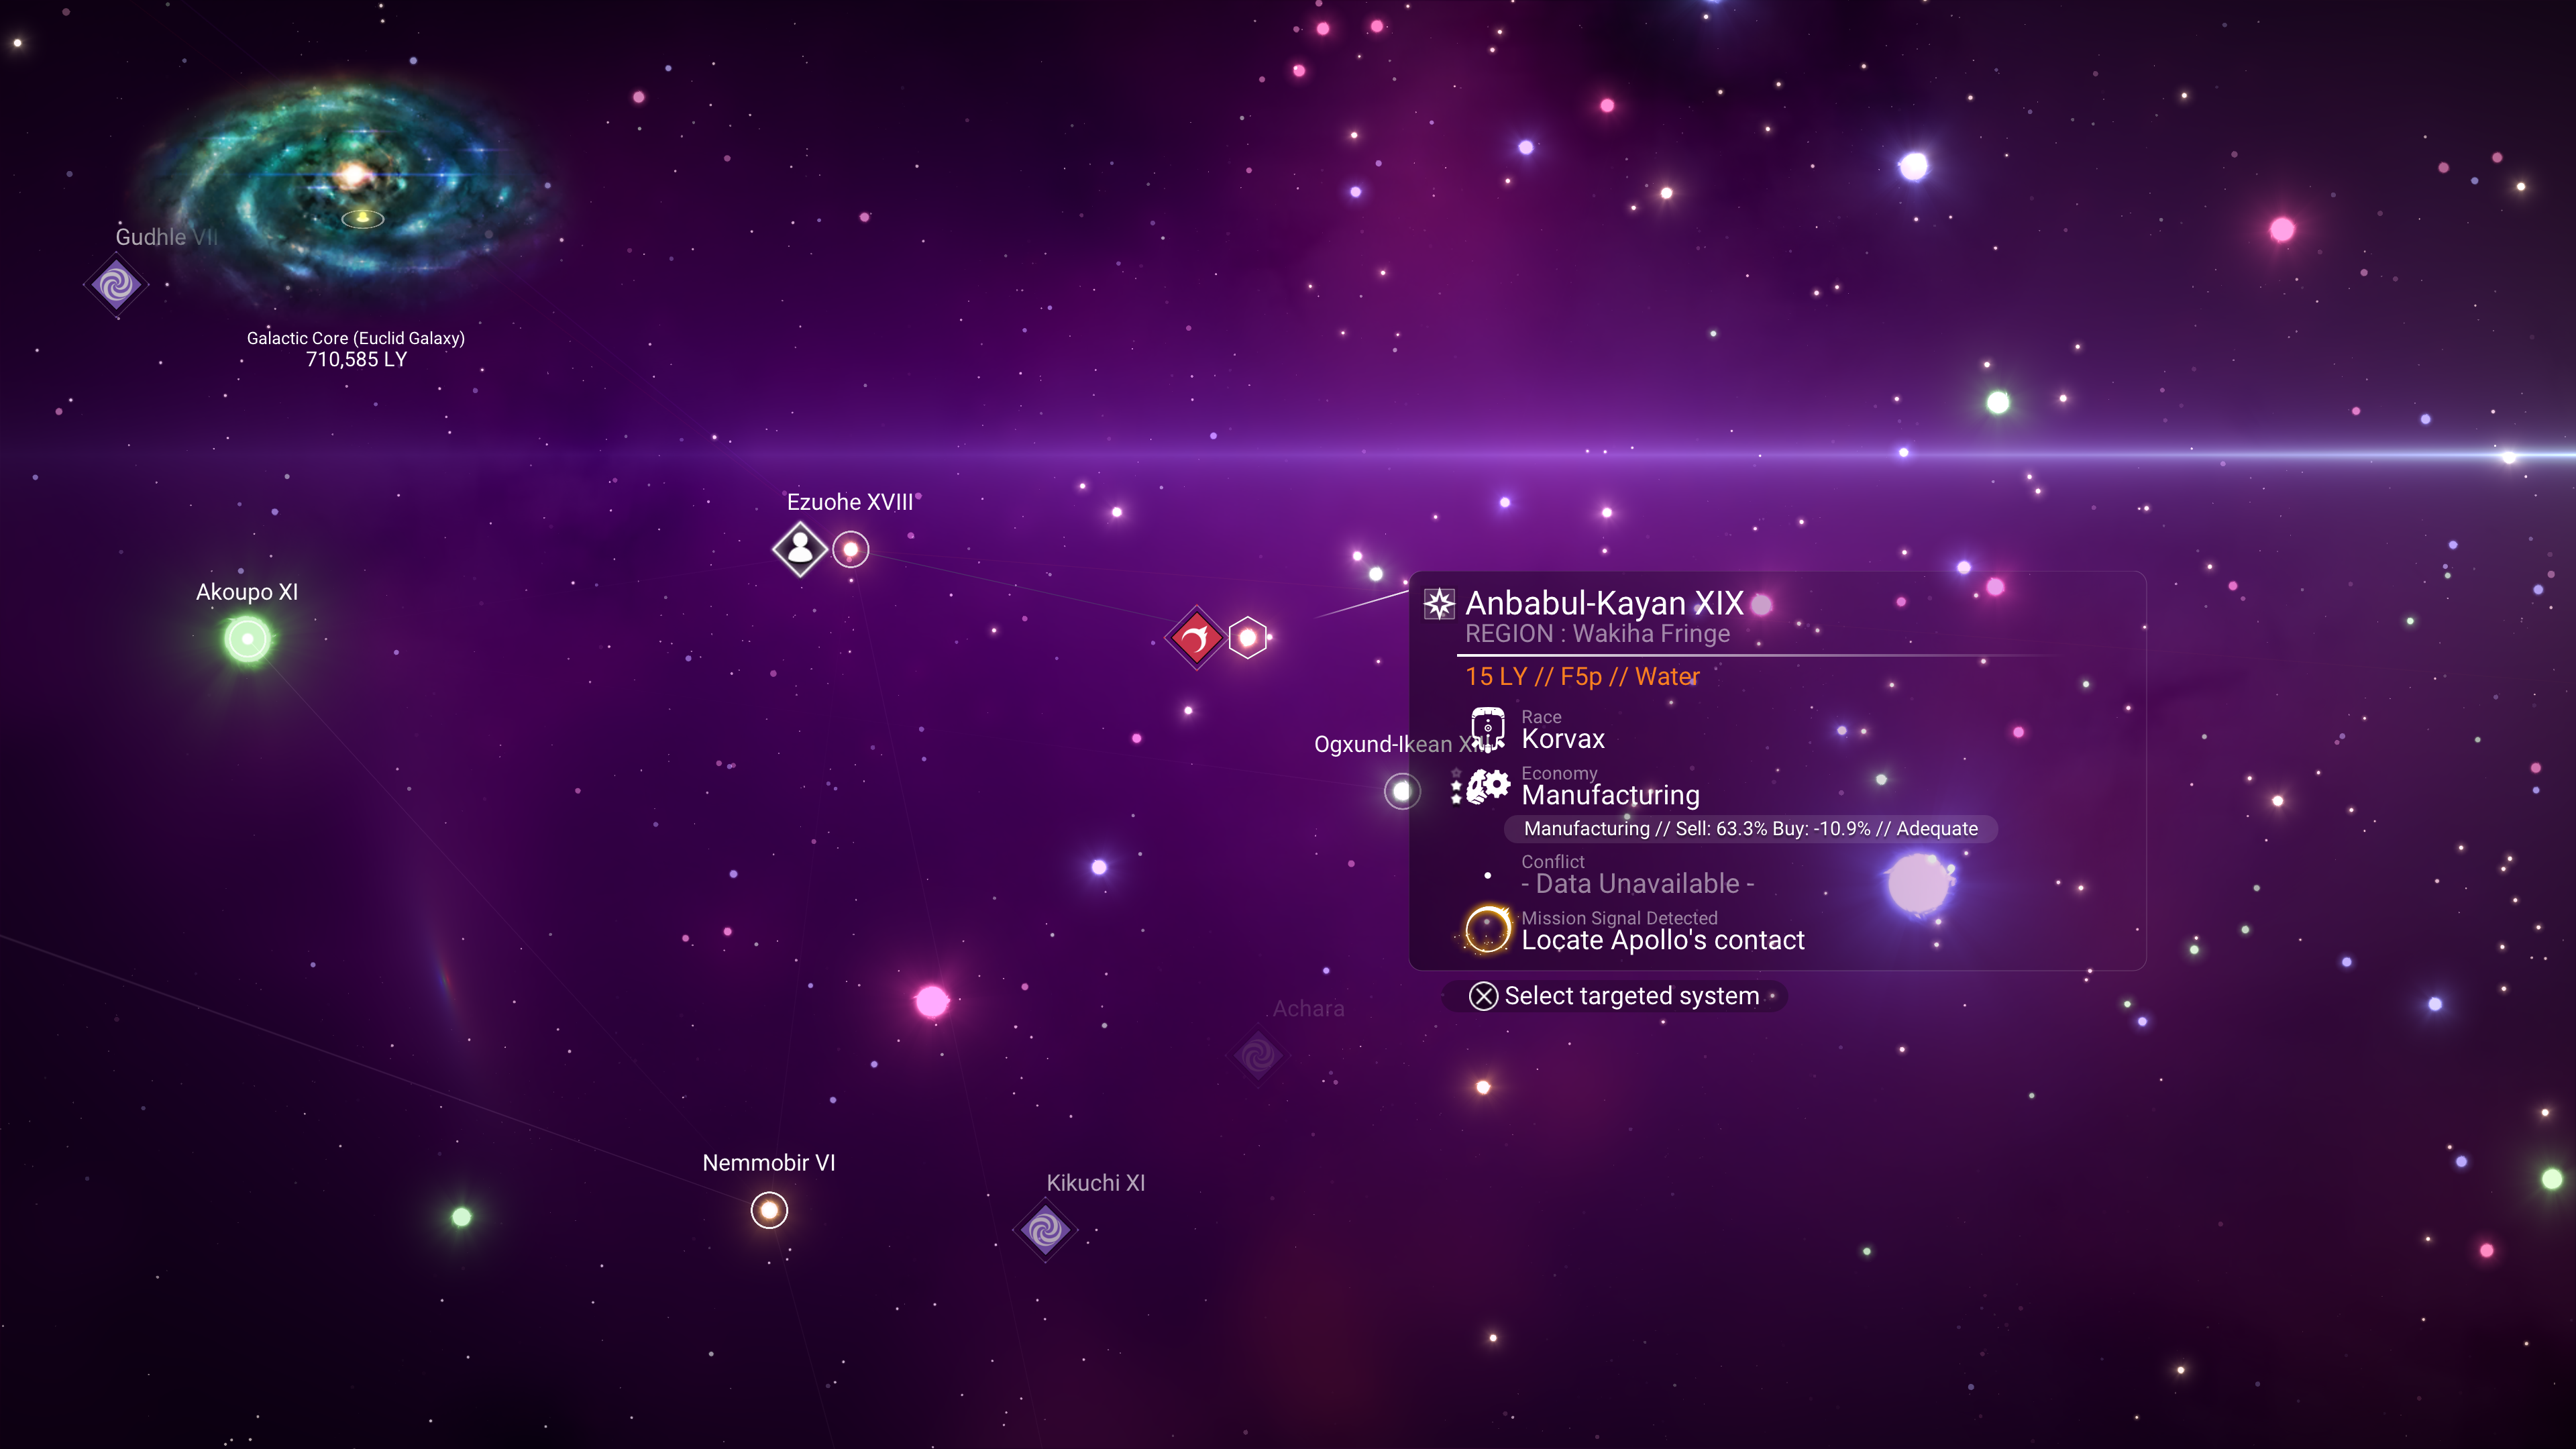 Gudhle VII
Galactic Core (Euclid Galaxy)
710,585 LY
Ezuohe XVIII
Akoupo XI
Anbabul-Kayan XIX
REGION : Wakiha Fringe
15 LY // F5p // Water
Race
Korvax
Ogxund-Ikean
Economy
Manufacturing
Manufacturing // Sell: 63.3% Buy: -10.9% // Adequate
Conflict
- Data Unavailable -
Mission Signal Detected
Locate Apollo's contact
Select targeted system
Achara
Nemmobir VI
Kikuchi XI